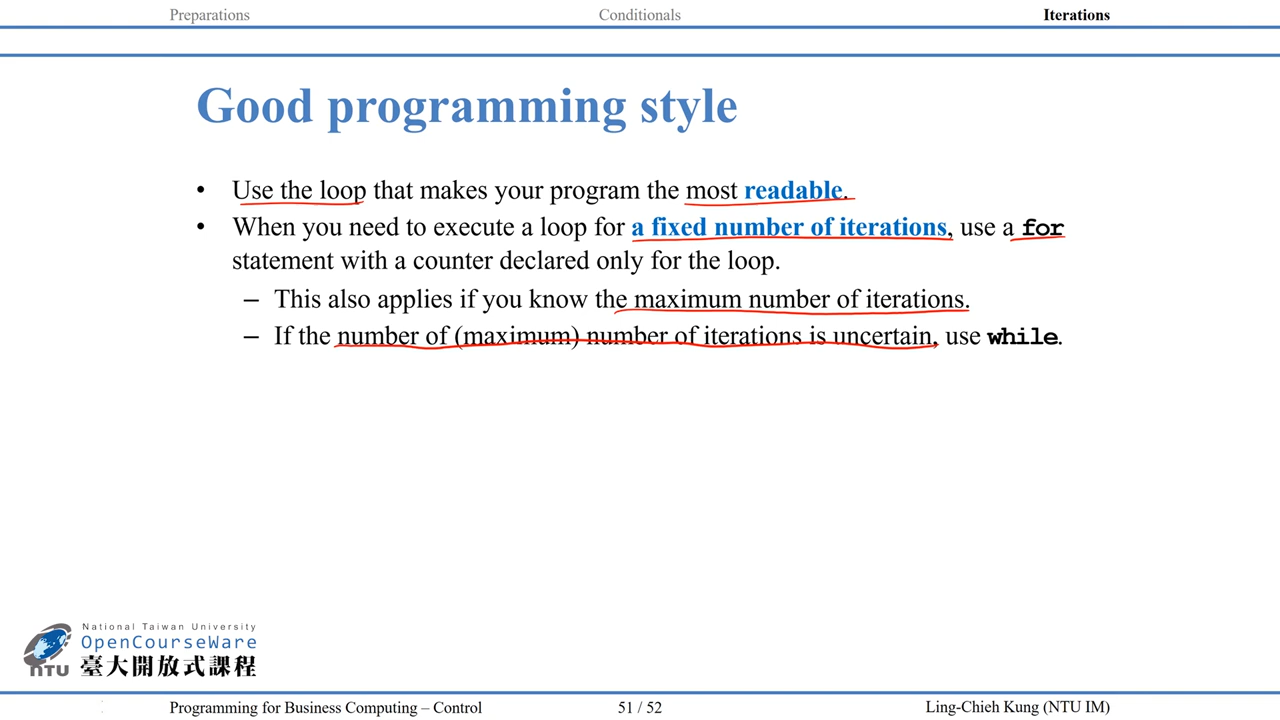 Preparations Conditionals Iterations
Good programming style
• Use the loop that makes your program the most readable.
• When you need to execute a loop for a fixed number of iterations, use a for
statement with a counter declared only for the loop.
– This also applies if you know the maximum number of iterations.
– If the number of (maximum) number of iterations is uncertain, use while.
National Taiwan University
OpenCourseWare
臺大開放式課程
NTU
Programming for Business Computing – Control 51 / 52 Ling-Chieh Kung (NTU IM)